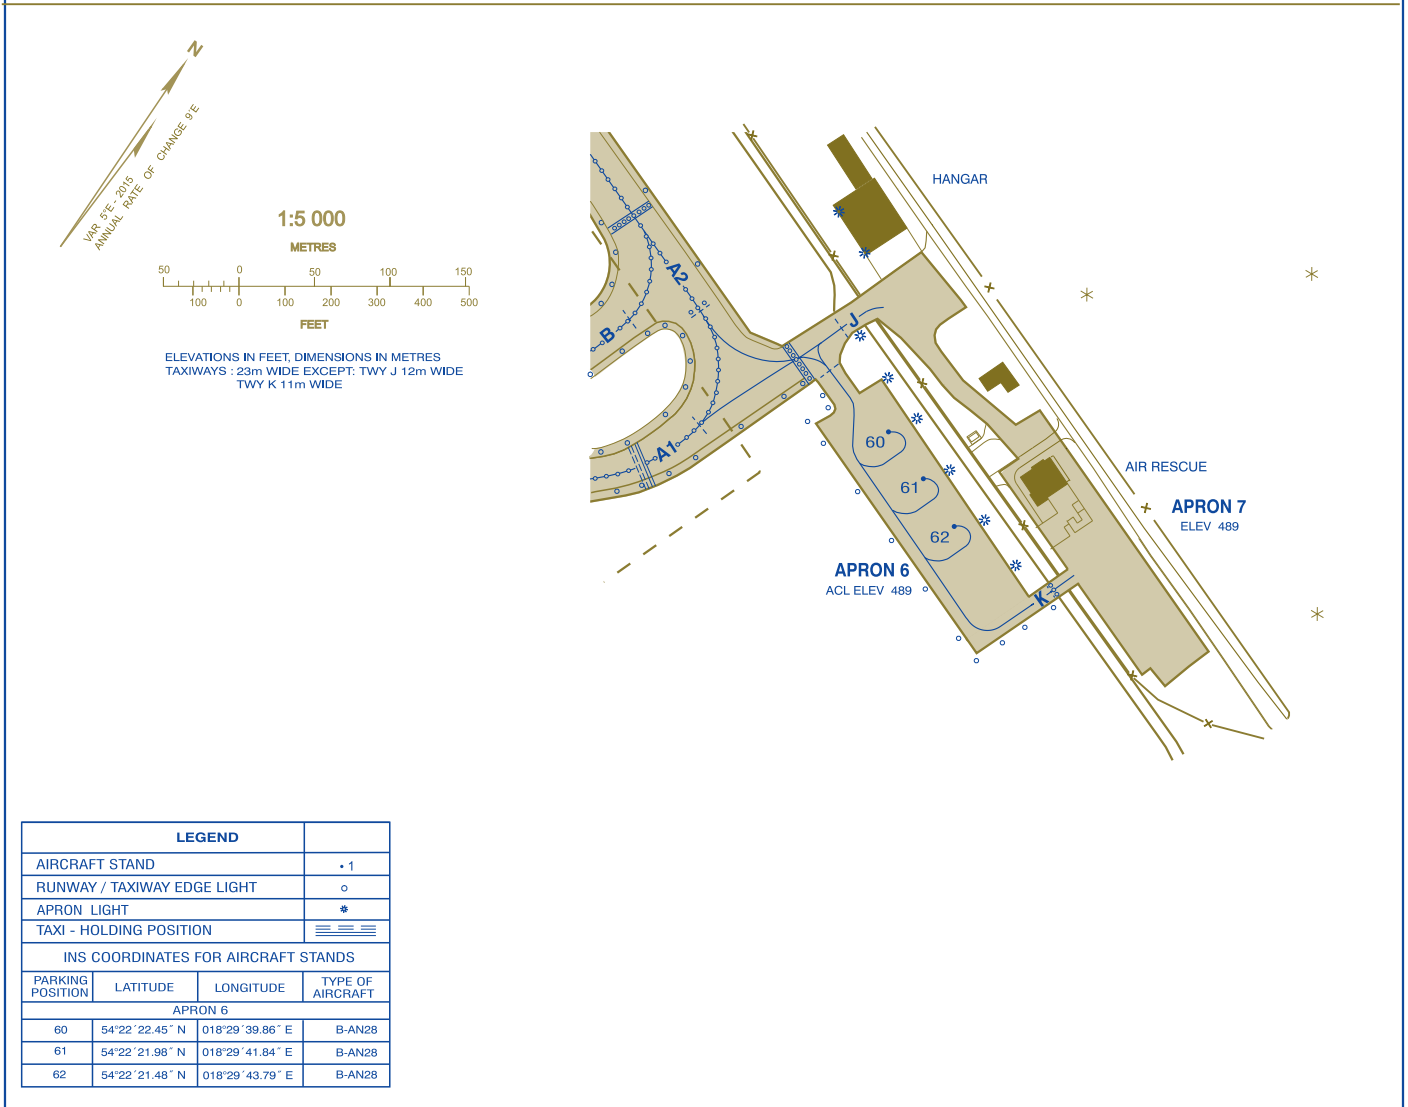 N
VAR 5°E - 2015
ANNUAL RATE OF CHANGE 9'E
1:5 000
METRES
50 0 50 100 150
100 0 100 200 300 400 500
FEET
ELEVATIONS IN FEET, DIMENSIONS IN METRES
TAXIWAYS : 23m WIDE EXCEPT: TWY J 12m WIDE
TWY K 11m WIDE
HANGAR
A2
B
J
A1
60
61
62
AIR RESCUE
APRON 7
ELEV 489
APRON 6
ACL ELEV 489
K
LEGEND
AIRCRAFT STAND 1
RUNWAY / TAXIWAY EDGE LIGHT
APRON LIGHT
TAXI - HOLDING POSITION
INS COORDINATES FOR AIRCRAFT STANDS
PARKING POSITION LATITUDE LONGITUDE TYPE OF AIRCRAFT
APRON 6
60 54°22´22.45˝ N 018°29´39.86˝ E B-AN28
61 54°22´21.98˝ N 018°29´41.84˝ E B-AN28
62 54°22´21.48˝ N 018°29´43.79˝ E B-AN28